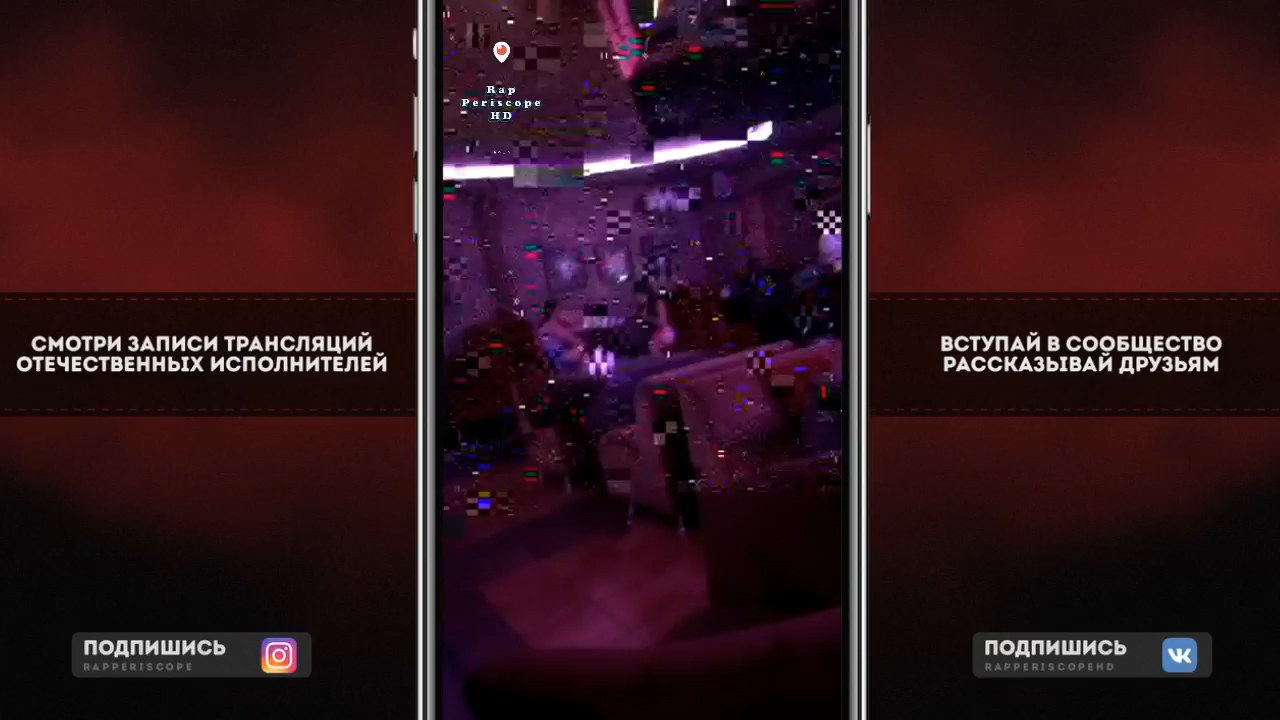 Rap
Periscope
HD
СМОТРИ ЗАПИСИ ТРАНСЛЯЦИЙ
ОТЕЧЕСТВЕННЫХ ИСПОЛНИТЕЛЕЙ
ВСТУПАЙ В СООБЩЕСТВО
РАССКАЗЫВАЙ ДРУЗЬЯМ
ПОДПИШИСЬ
RAPPERISCOPE
ПОДПИШИСЬ
RAPPERISCOPEHD